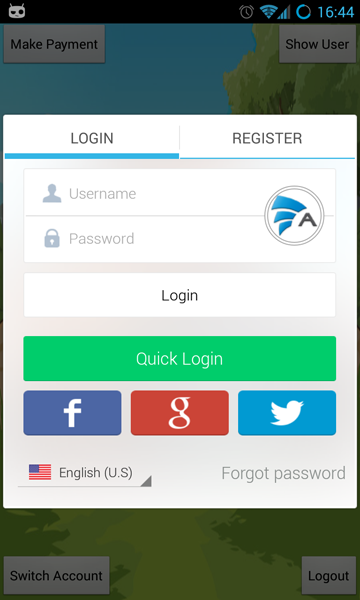 16:44
Make Payment
Show User
LOGIN
REGISTER
Username
A
Password
Login
Quick Login
f
g
English (U.S)
Forgot password
Switch Account
Logout